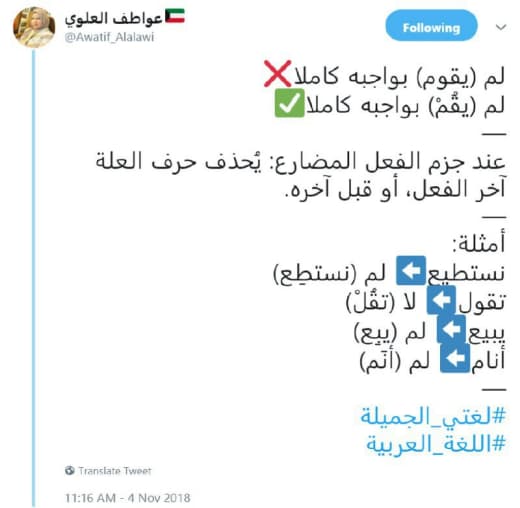 عواطف العلوي🇰🇼
@Awatif_Alalawi
Following
لم (يقوم) بواجبه كاملا❌
لم (يقُمْ) بواجبه كاملا✅
—
عند جزم الفعل المضارع: يُحذف حرف العلة
آخر الفعل، أو قبل آخره.
—
أمثلة:
نستطيع⬅️ لم (نستطِع)
تقول⬅️ لا (تقُلْ)
يبيع⬅️ لم (يبِع)
أنام⬅️ لم (أنَم)
—
#لغتي_الجميلة
#اللغة_العربية
Translate Tweet
11:16 AM - 4 Nov 2018